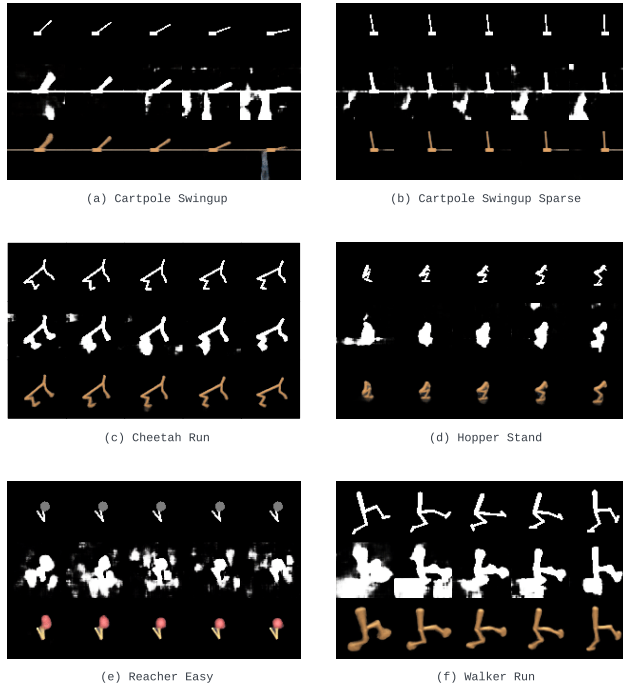 (a) Cartpole Swingup
(b) Cartpole Swingup Sparse
(c) Cheetah Run
(d) Hopper Stand
(e) Reacher Easy
(f) Walker Run